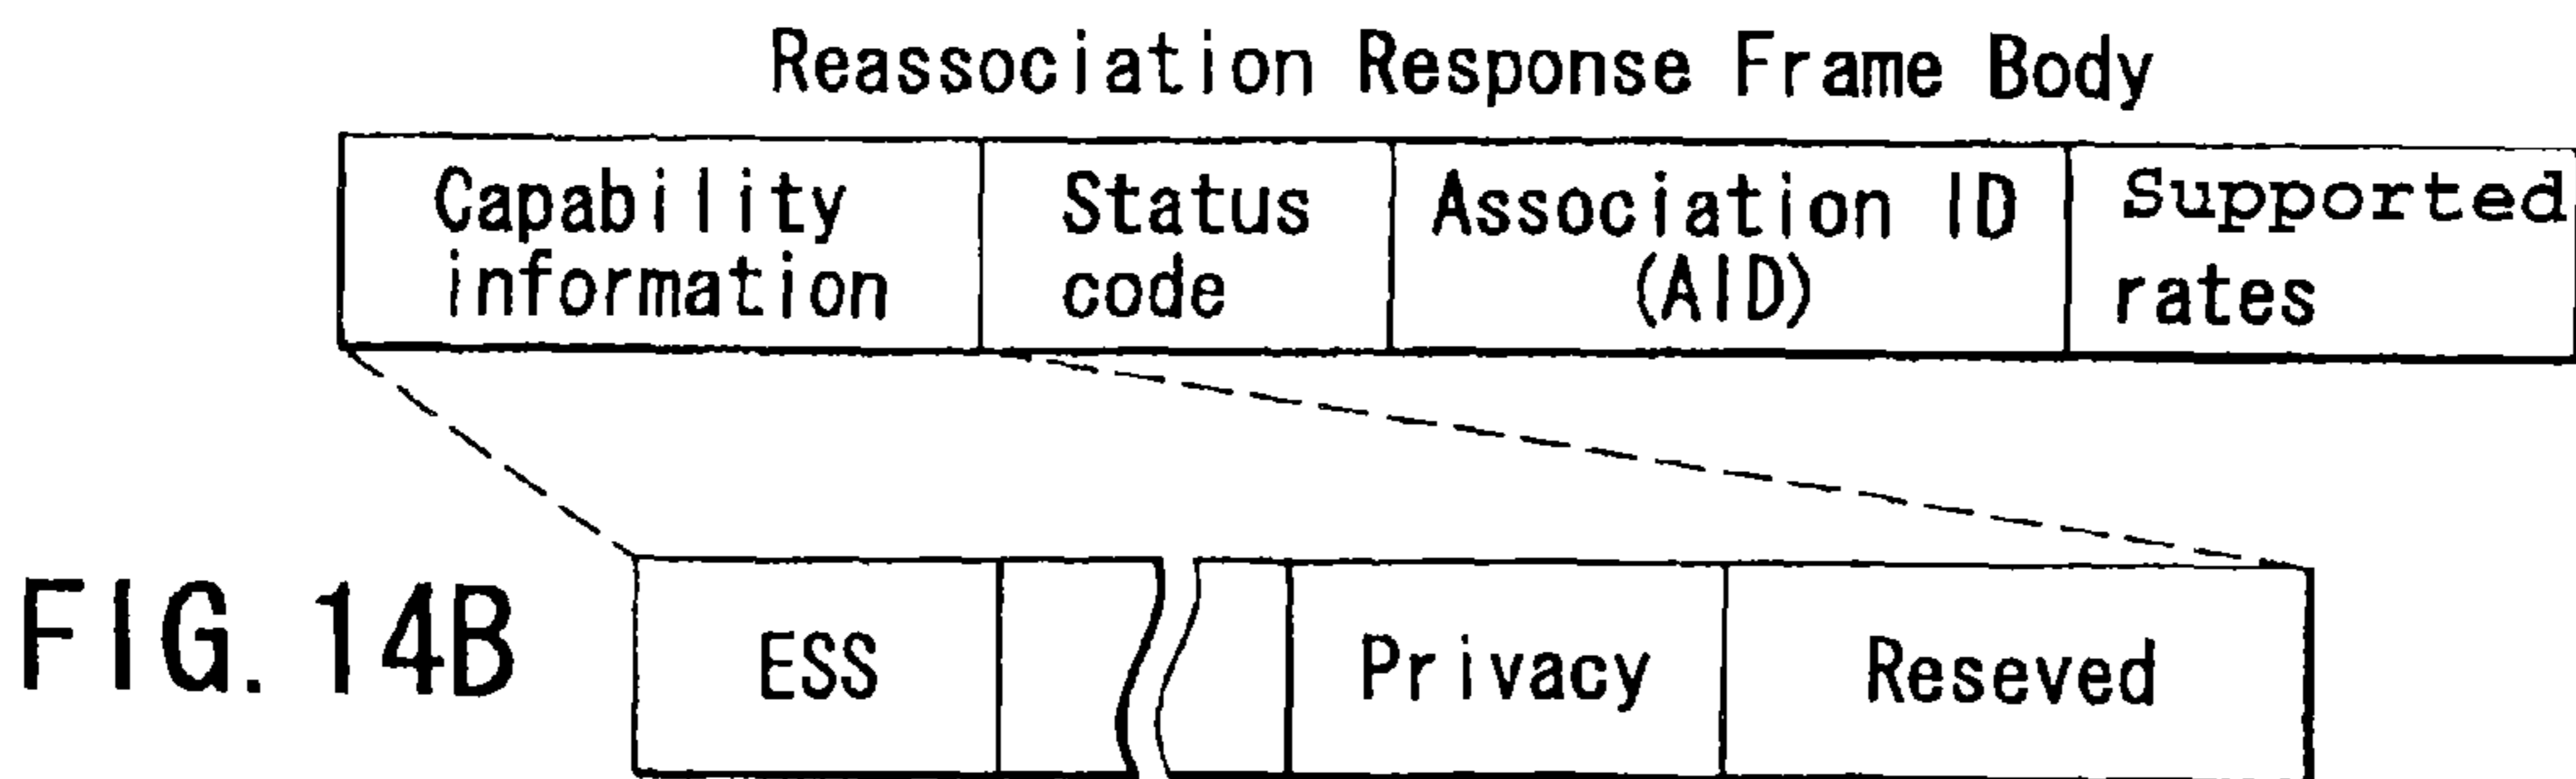 Reassociation Response Frame Body
Capability
information
Status
code
Association ID
(AID)
Supported
rates
FIG. 14B
ESS
Privacy
Reseved